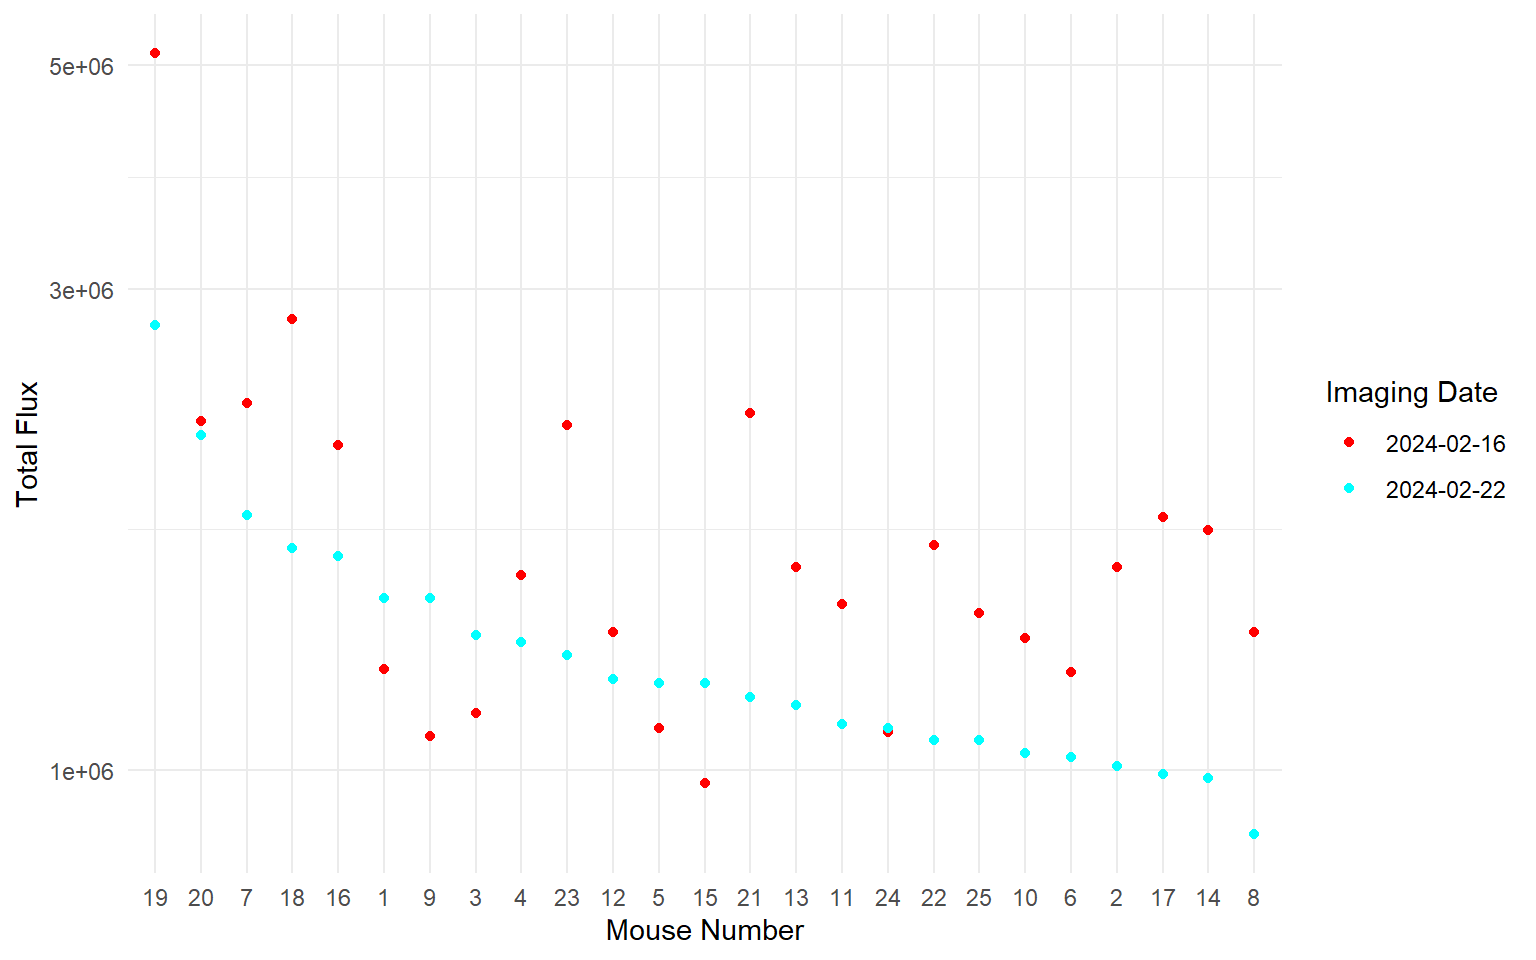 5e+06
3e+06
1e+06
Total Flux
19 20 7 18 16 1 9 3 4 23 12 5 15 21 13 11 24 22 25 10 6 2 17 14 8
Mouse Number
Imaging Date
2024-02-16
2024-02-22